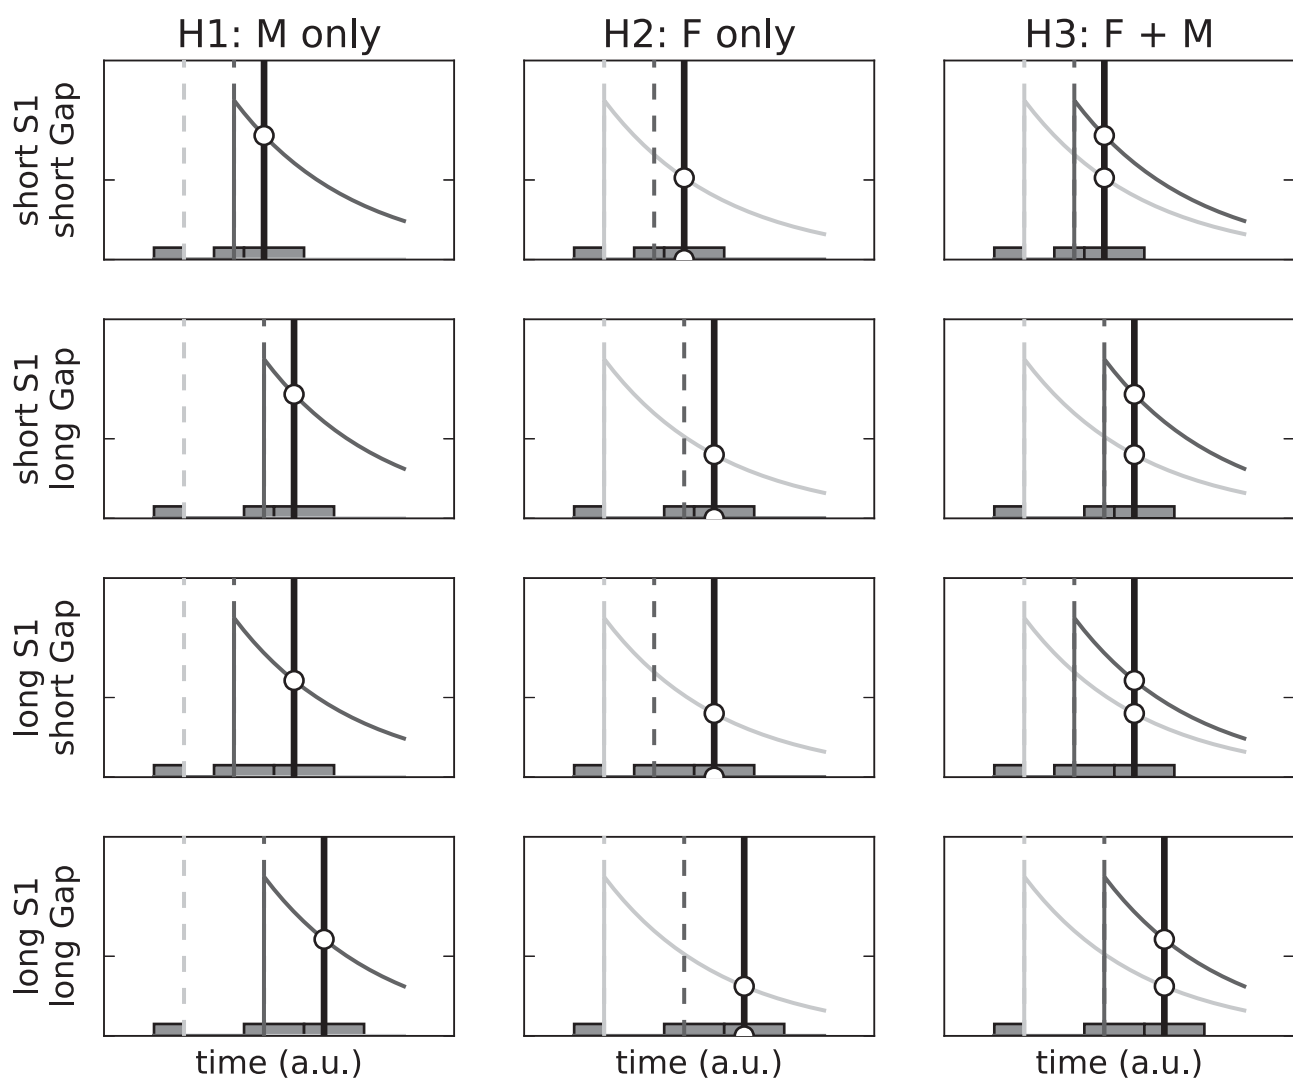 H1: M only
H2: F only
H3: F + M
short S1
short Gap
short S1
long Gap
long S1
short Gap
long S1
long Gap
time (a.u.)
time (a.u.)
time (a.u.)